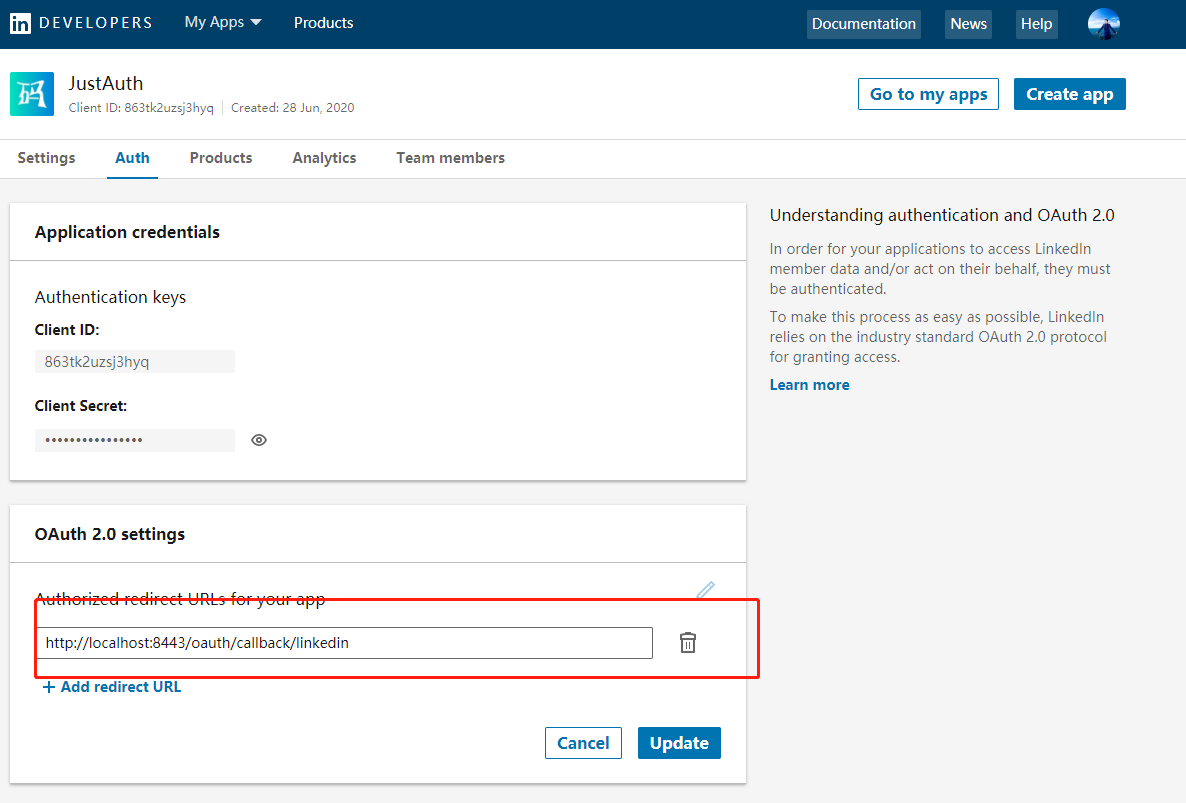 in DEVELOPERS My Apps Products Documentation News Help
码 JustAuth
Client ID: 863tk2uzsj3hyq Created: 28 Jun, 2020
Go to my apps Create app
Settings Auth Products Analytics Team members
Application credentials
Authentication keys
Client ID:
863tk2uzsj3hyq
Client Secret:
••••••••••••••••
OAuth 2.0 settings
Authorized redirect URLs for your app
http://localhost:8443/oauth/callback/linkedin
+ Add redirect URL
Cancel Update
Understanding authentication and OAuth 2.0
In order for your applications to access LinkedIn
member data and/or act on their behalf, they must
be authenticated.
To make this process as easy as possible, LinkedIn
relies on the industry standard OAuth 2.0 protocol
for granting access.
Learn more